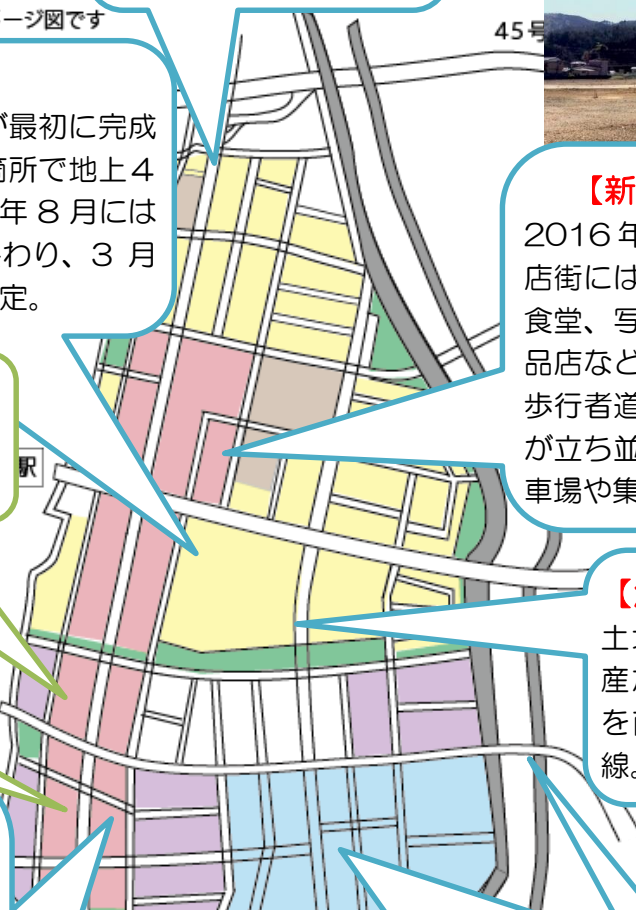 ージ図です
45号
が最初に完成
箇所で地上４
年８月には
わり、３月
定。
駅
【新
2016年
店街には
食堂、写
品店など
歩行者道
が立ち並
車場や集
【
土
産
を
線。